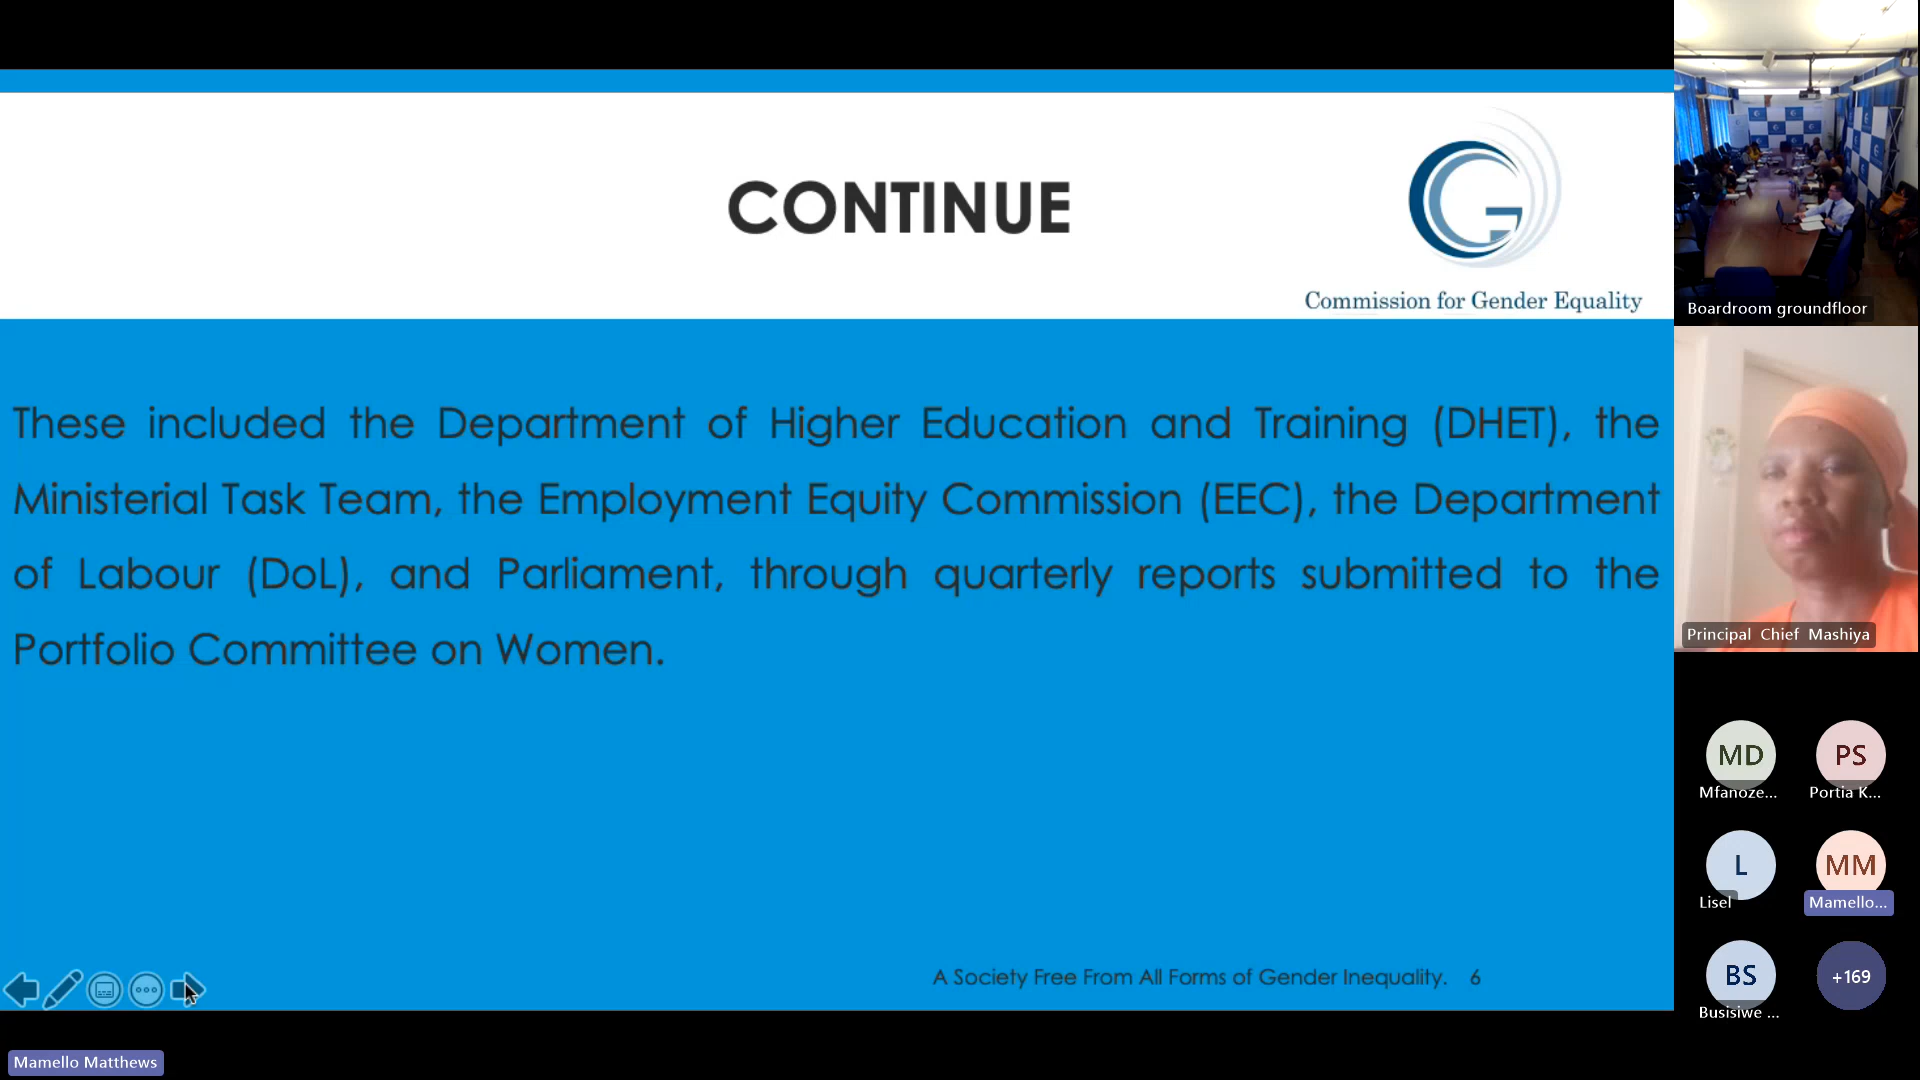 CONTINUE
Commission for Gender Equality
These included the Department of Higher Education and Training (DHET), the
Ministerial Task Team, the Employment Equity Commission (EEC), the Department
of Labour (DoL), and Parliament, through quarterly reports submitted to the
Portfolio Committee on Women.
A Society Free From All Forms of Gender Inequality. 6
Mamello Matthews
Boardroom groundfloor
Principal Chief Mashiya
MD
Mfanoze...
PS
Portia K...
L
Lisel
MM
Mamello...
BS
Busisiwe ...
+169